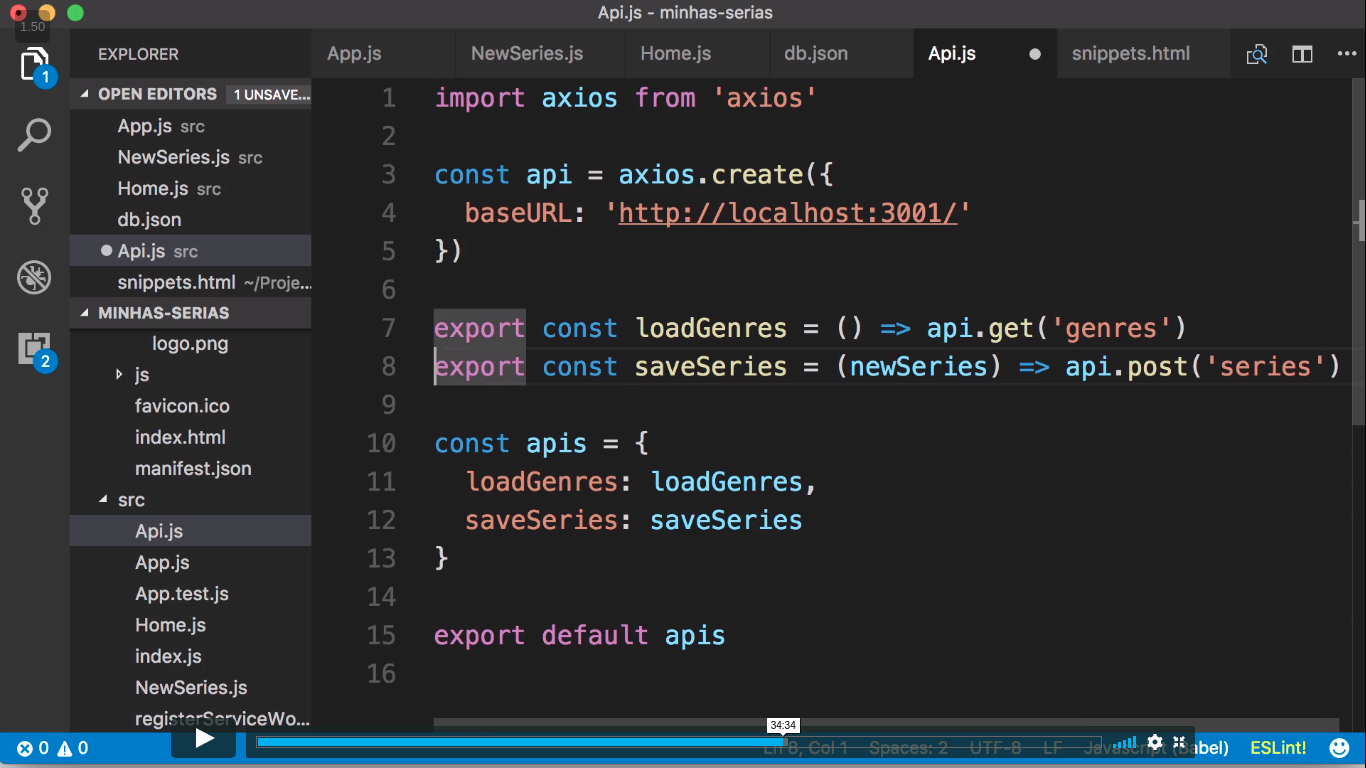 Api.js - minhas-serias
1.50
EXPLORER
App.js NewSeries.js Home.js db.json Api.js snippets.html
1
OPEN EDITORS 1 UNSAVE...
App.js src
NewSeries.js src
Home.js src
db.json
Api.js src
snippets.html ~/Proje...
MINHAS-SERIAS
logo.png
js
favicon.ico
index.html
manifest.json
src
Api.js
App.js
App.test.js
Home.js
index.js
NewSeries.js
registerServiceWo...
2
1 import axios from 'axios'
2
3 const api = axios.create({
4   baseURL: 'http://localhost:3001/'
5 })
6
7 export const loadGenres = () => api.get('genres')
8 export const saveSeries = (newSeries) => api.post('series')
9
10 const apis = {
11   loadGenres: loadGenres,
12   saveSeries: saveSeries
13 }
14
15 export default apis
16
34:34
0 0 Ln 8, Col 1 Spaces: 2 UTF-8 LF Javascript (Babel) ESLint!